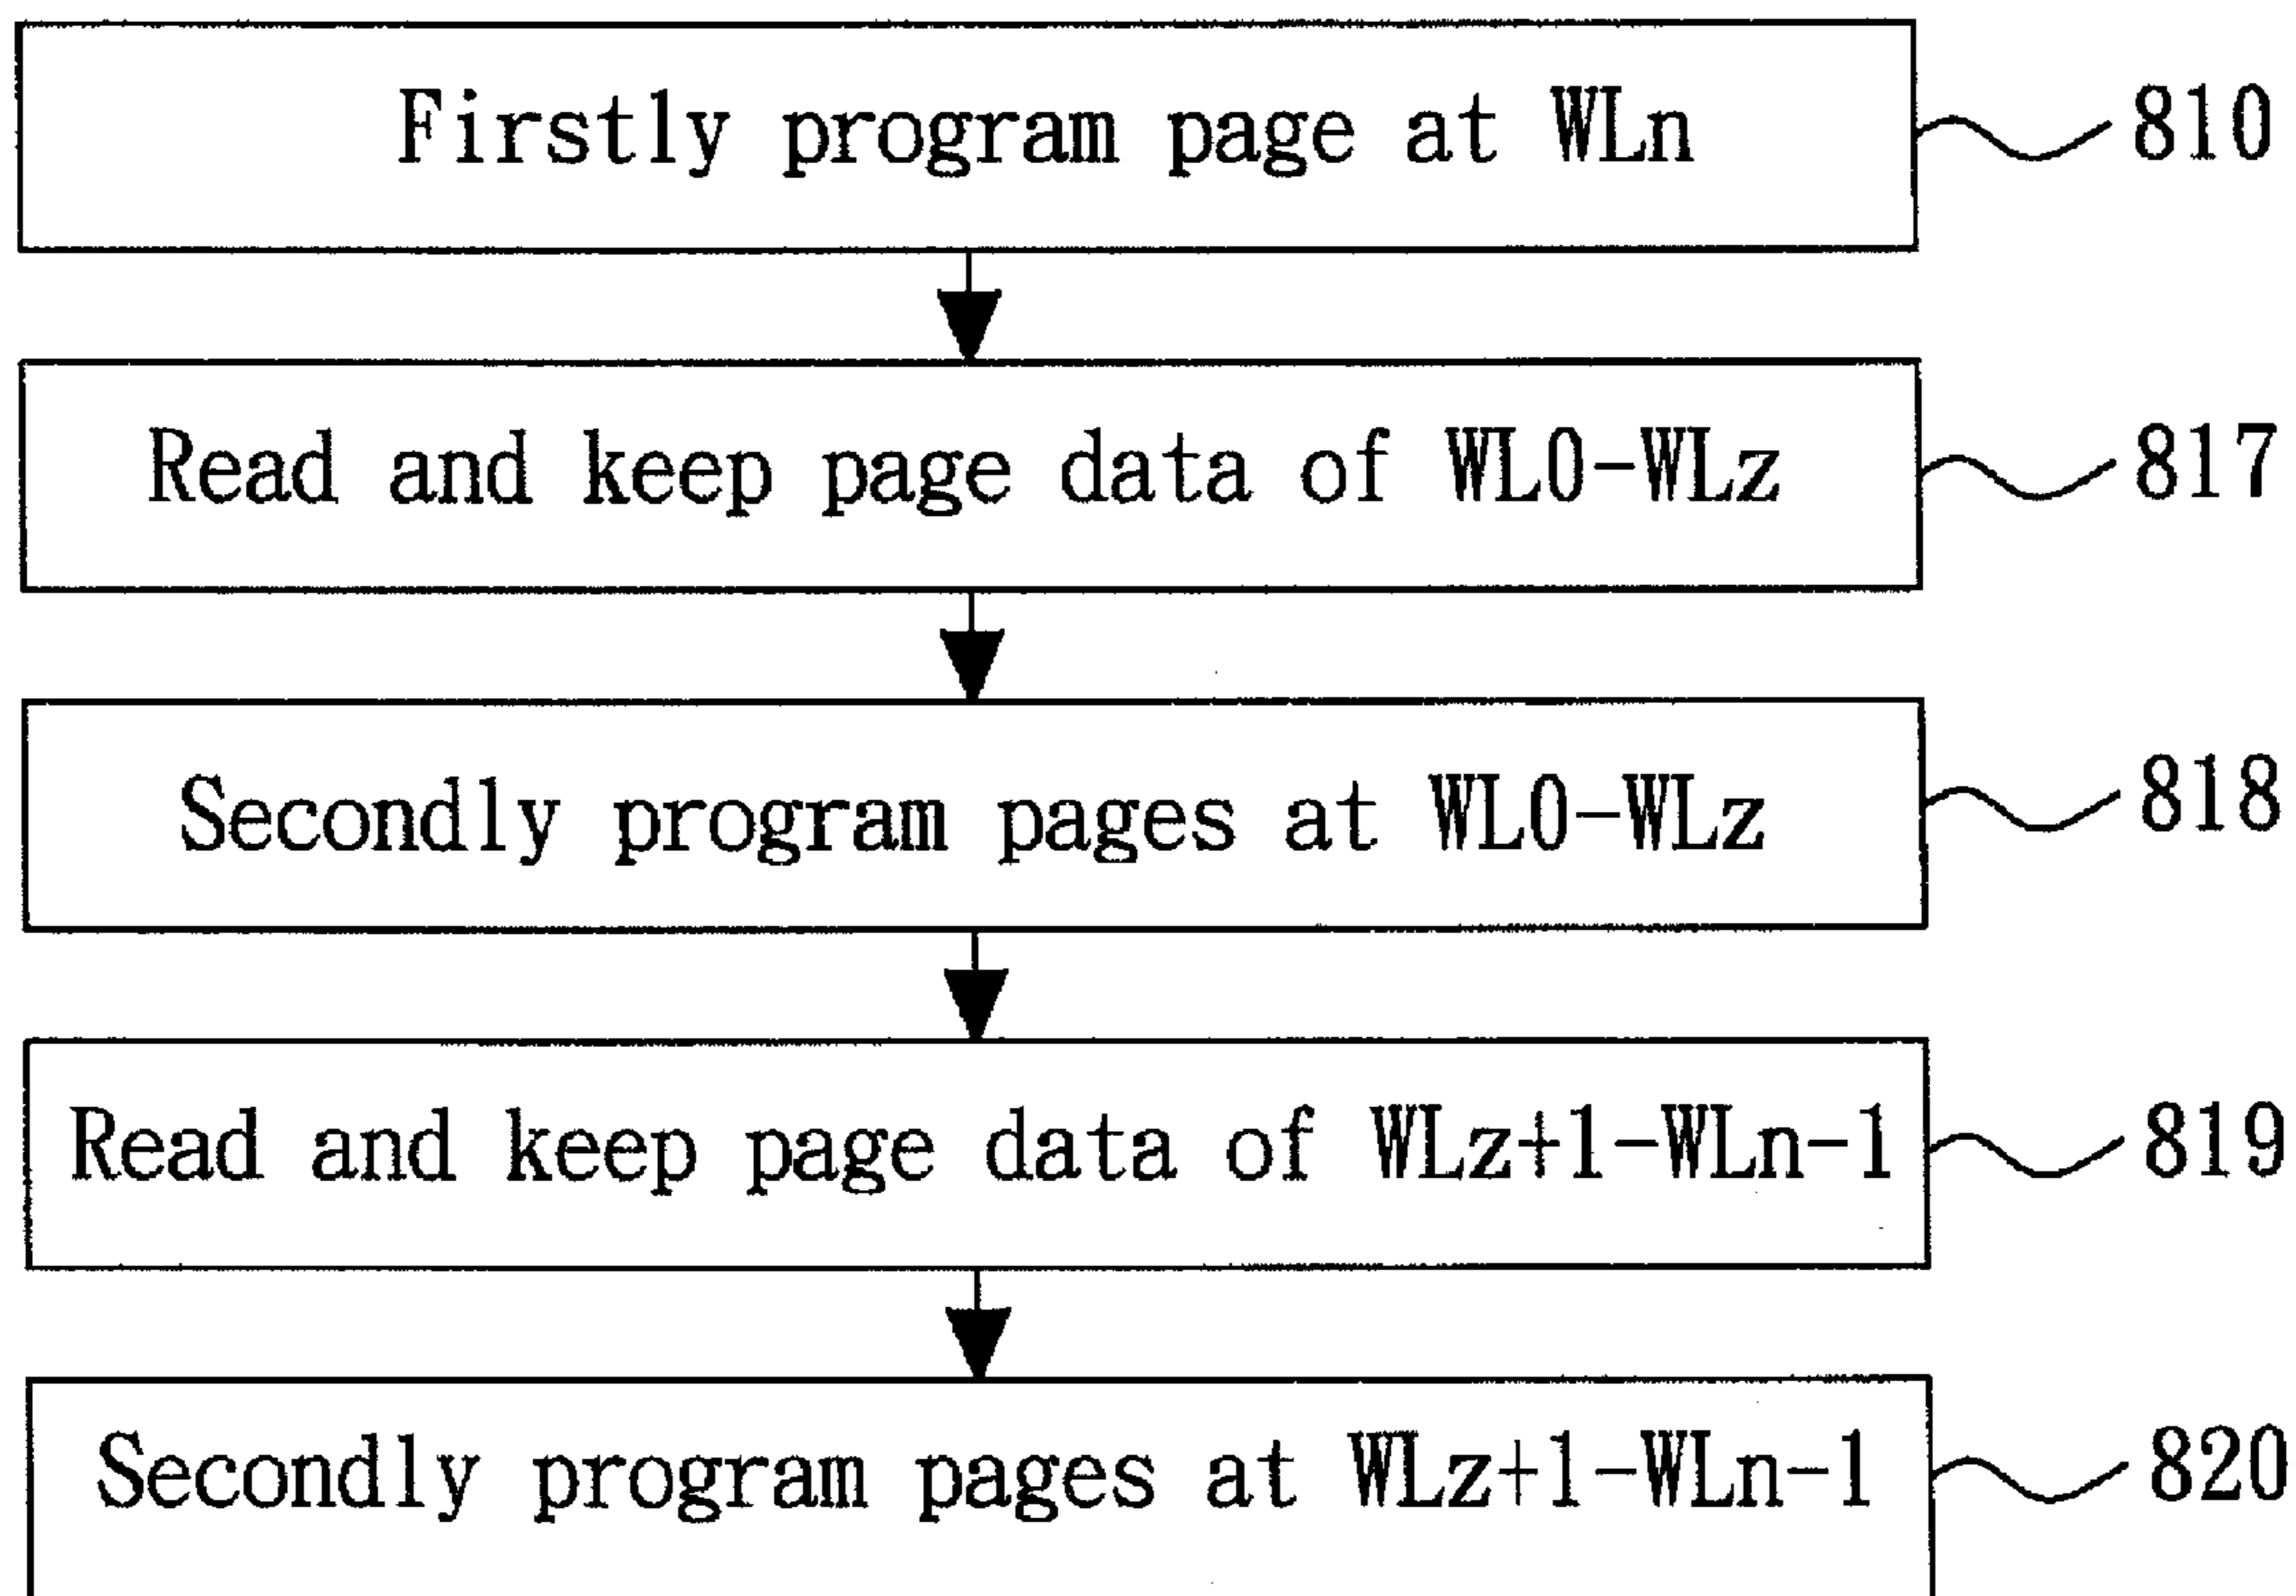 Firstly program page at WLn 810
Read and keep page data of WL0-WLz 817
Secondly program pages at WL0-WLz 818
Read and keep page data of WLz+1-WLn-1 819
Secondly program pages at WLz+1-WLn-1 820